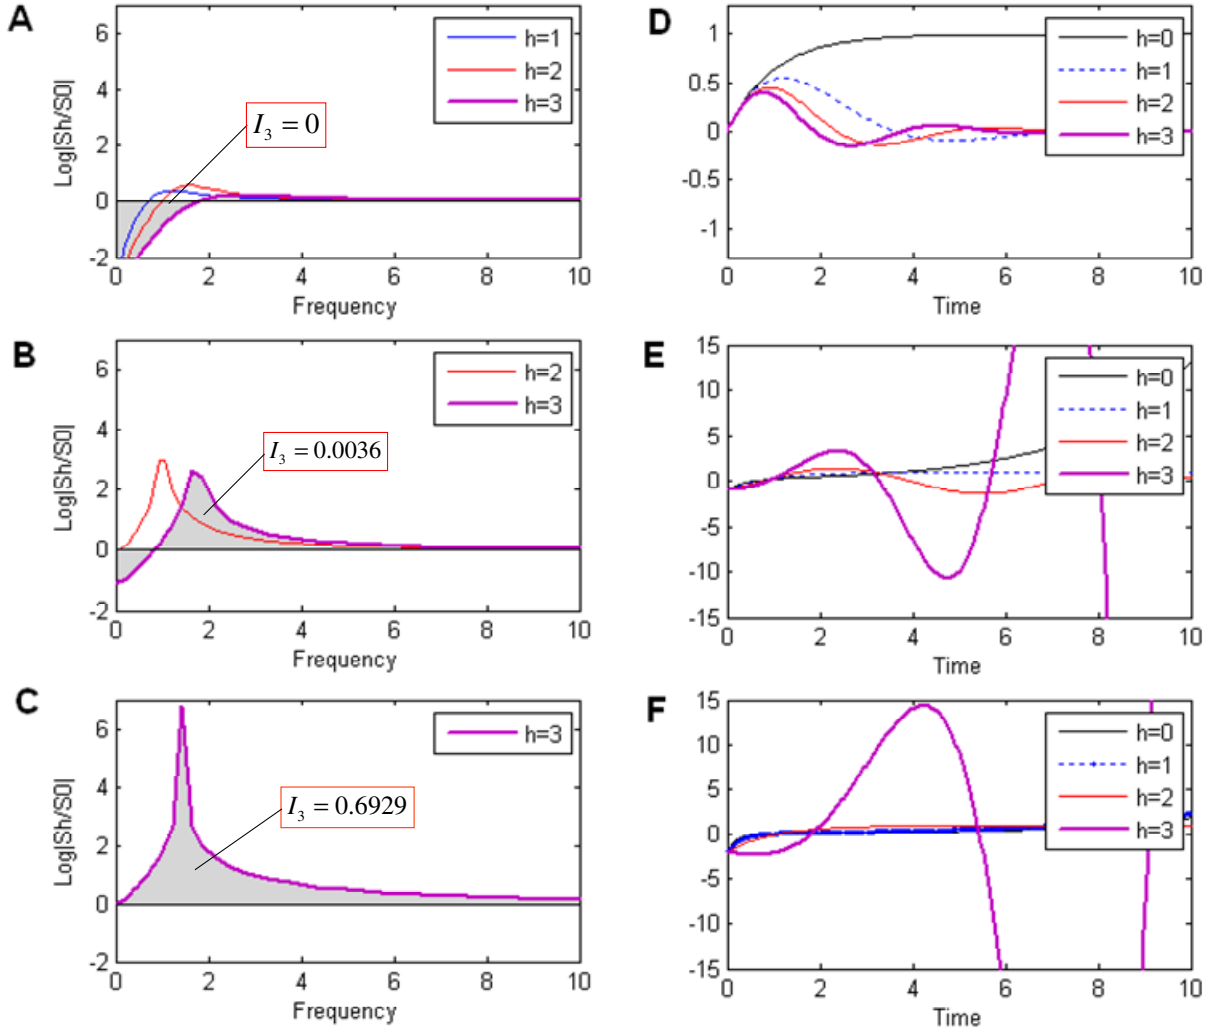 A
Log|Sh/S0|
6
4
2
0
-2
0 2 4 6 8 10
Frequency
h=1
h=2
h=3
I₃ = 0
D
1
0.5
0
-0.5
-1
0 2 4 6 8 10
Time
h=0
h=1
h=2
h=3
B
Log|Sh/S0|
6
4
2
0
-2
0 2 4 6 8 10
Frequency
h=2
h=3
I₃ = 0.0036
E
15
10
5
0
-5
-10
-15
0 2 4 6 8 10
Time
h=0
h=1
h=2
h=3
C
Log|Sh/S0|
6
4
2
0
-2
0 2 4 6 8 10
Frequency
h=3
I₃ = 0.6929
F
15
10
5
0
-5
-10
-15
0 2 4 6 8 10
Time
h=0
h=1
h=2
h=3